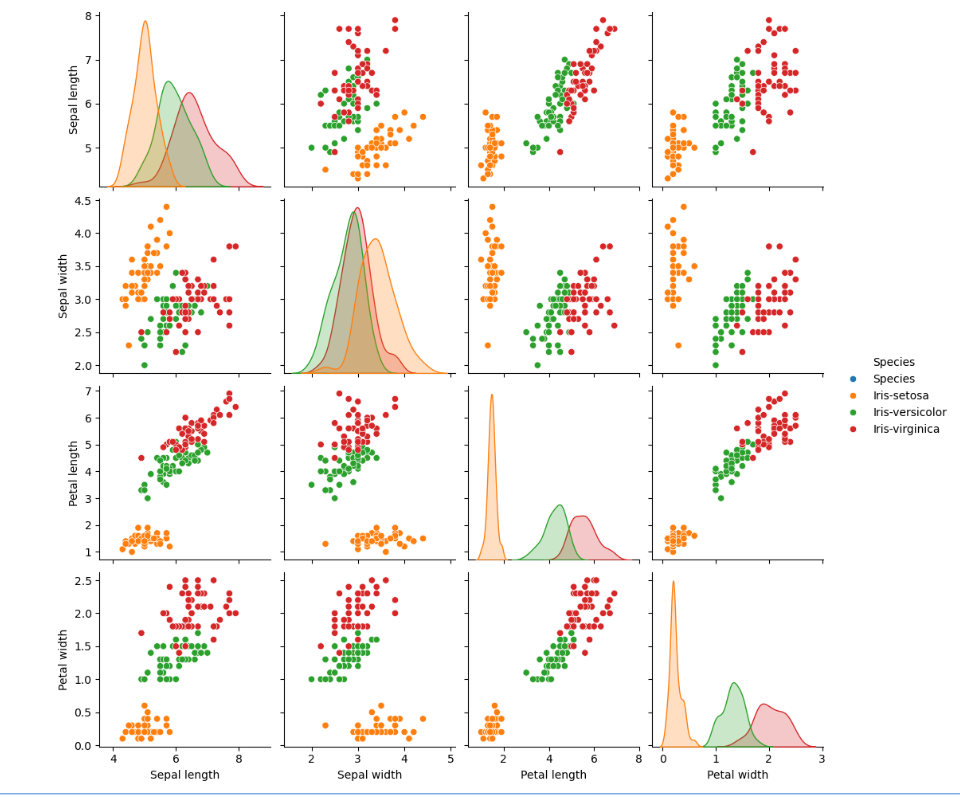 8
7
6
5
Sepal length
4.5
4.0
3.5
3.0
2.5
2.0
Sepal width
7
6
5
4
3
2
1
Petal length
2.5
2.0
1.5
1.0
0.5
0.0
Petal width
4 6 8
Sepal length
2 3 4 5
Sepal width
2 4 6 8
Petal length
0 1 2 3
Petal width
Species
Species
Iris-setosa
Iris-versicolor
Iris-virginica